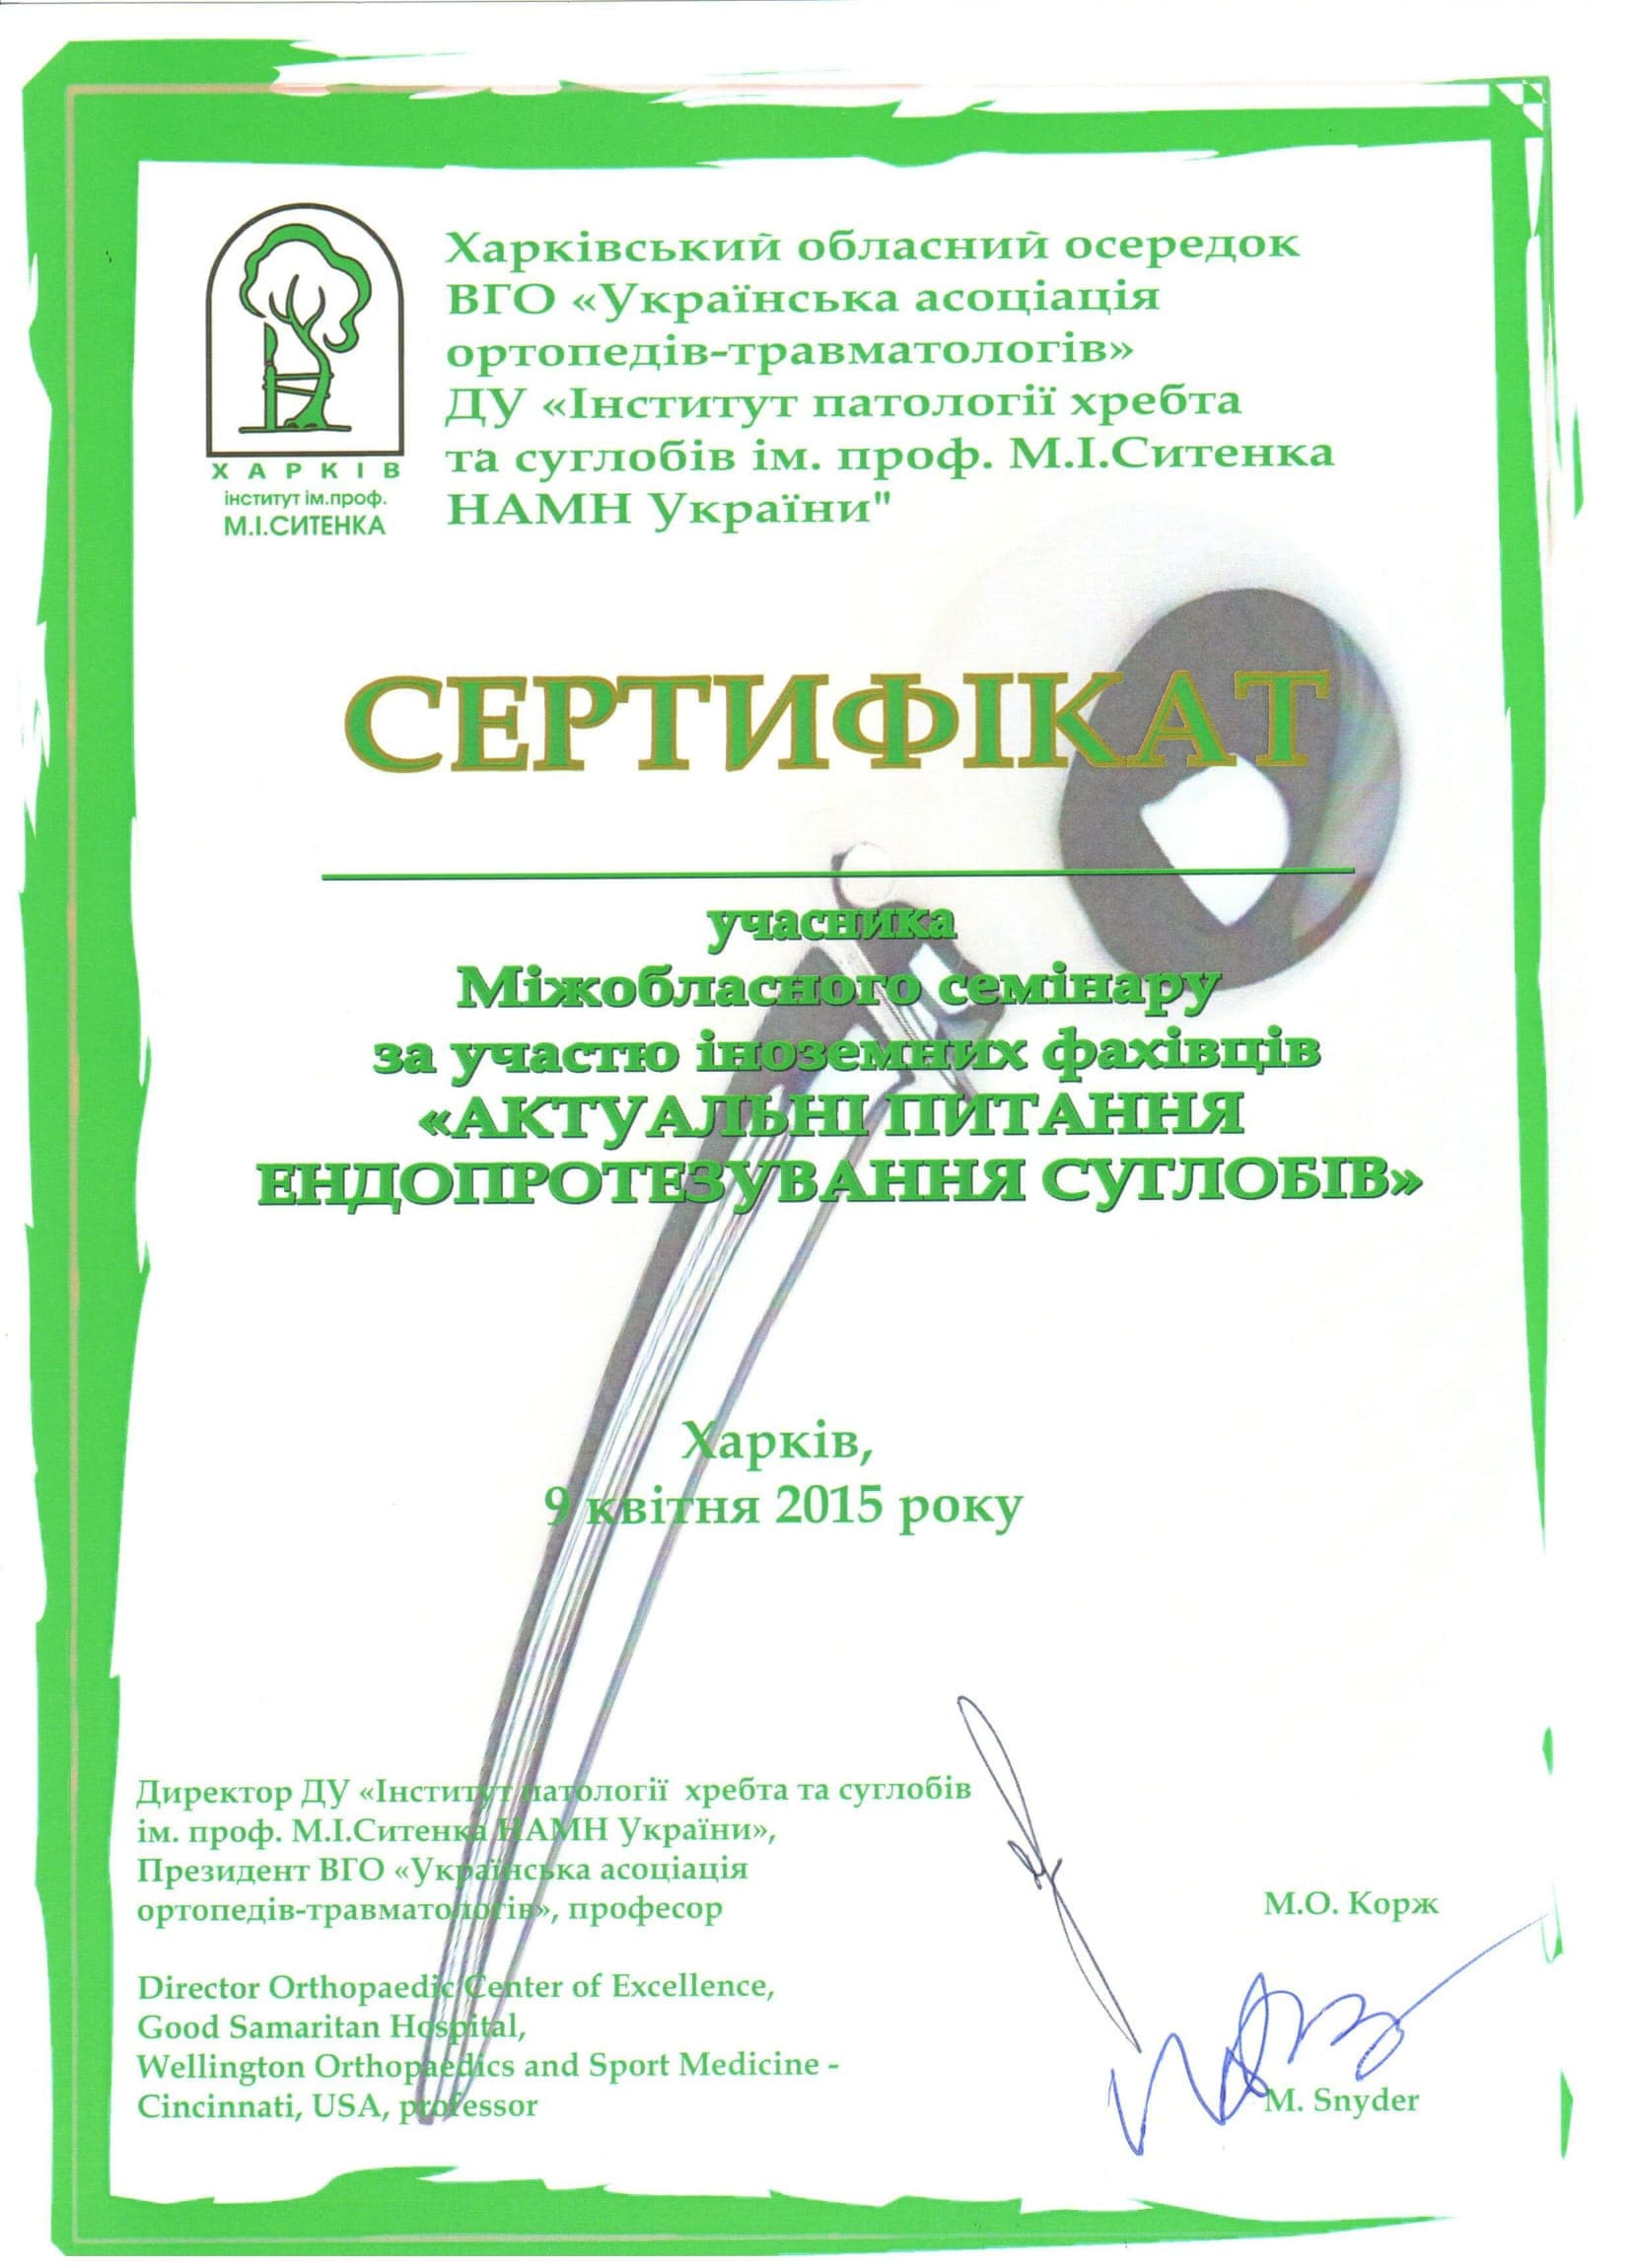 Харківський обласний осередок
ВГО «Українська асоціація
ортопедів-травматологів»
ДУ «Інститут патології хребта
та суглобів ім. проф. М.І.Ситенка
НАМН України"
ХАРКІВ
інститут ім.проф.
М.І.СИТЕНКА
СЕРТИФІКАТ
учасника
Міжобласного семінару
за участю іноземних фахівців
«АКТУАЛЬНІ ПИТАННЯ
ЕНДОПРОТЕЗУВАННЯ СУГЛОБІВ»
Харків,
9 квітня 2015 року
Директор ДУ «Інститут патології хребта та суглобів
ім. проф. М.І.Ситенка НАМН України»,
Президент ВГО «Українська асоціація
ортопедів-травматологів», професор
М.О. Корж
Director Orthopaedic Center of Excellence,
Good Samaritan Hospital,
Wellington Orthopaedics and Sport Medicine -
Cincinnati, USA, professor
M. Snyder